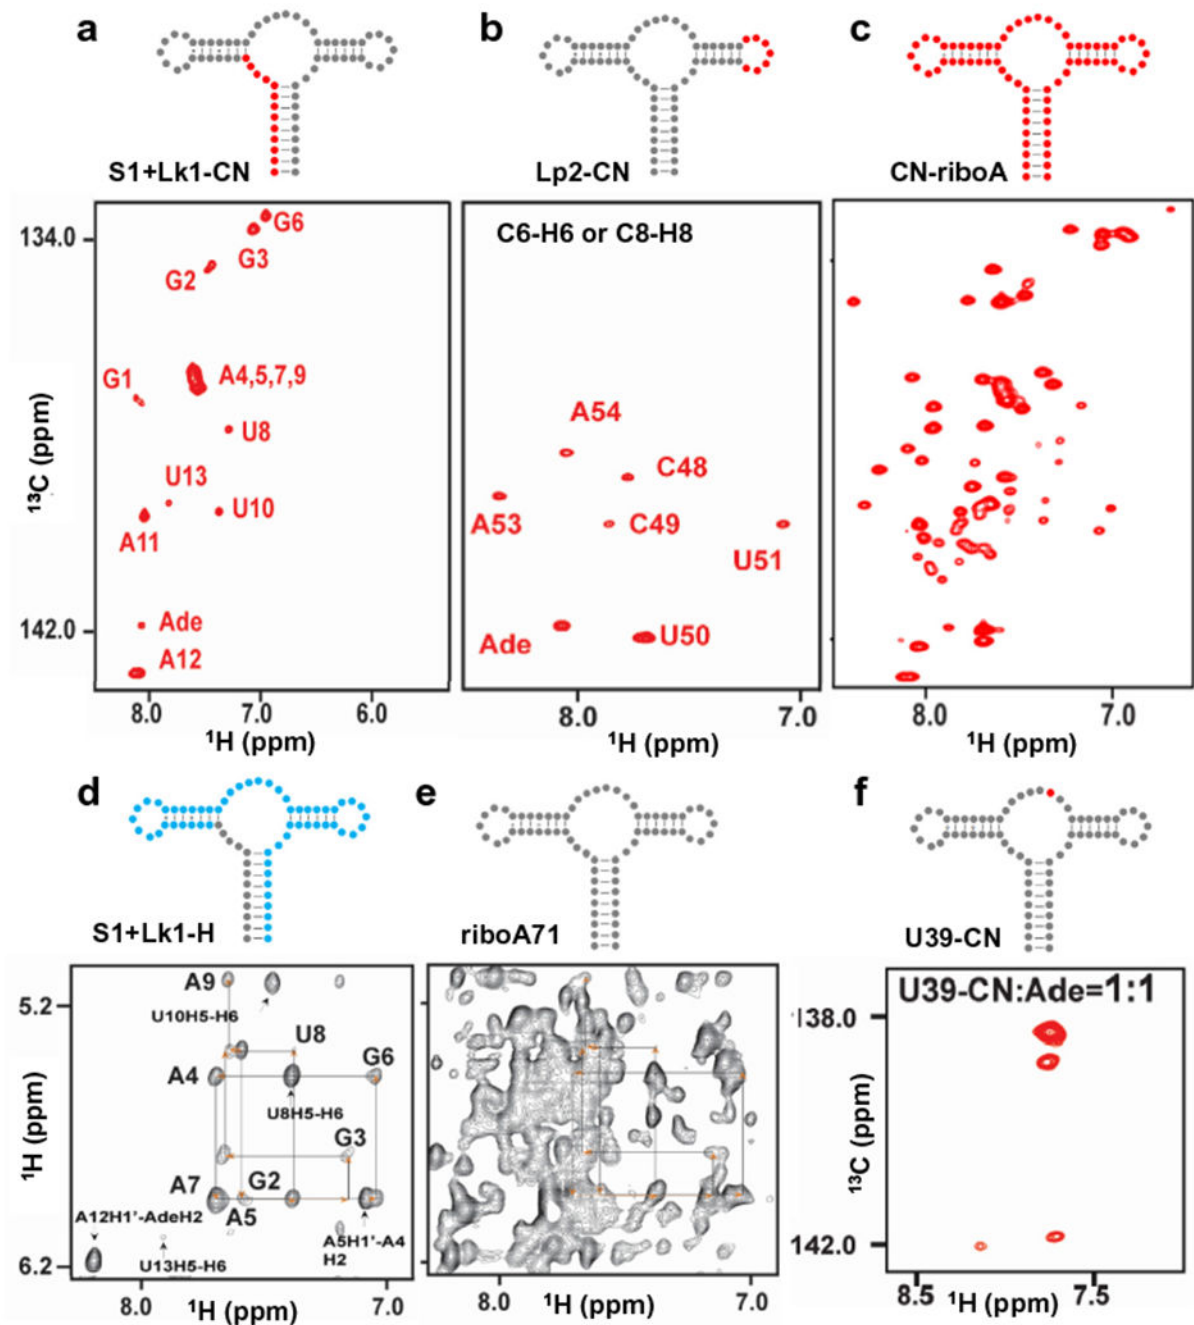 a
b
c
S1+Lk1-CN
Lp2-CN
CN-riboA
134.0
142.0
¹³C (ppm)
G6
G3
G2
G1
A4,5,7,9
U8
U13
U10
A11
Ade
A12
8.0
7.0
6.0
¹H (ppm)
C6-H6 or C8-H8
A54
C48
A53
C49
U51
Ade
U50
8.0
7.0
¹H (ppm)
8.0
7.0
¹H (ppm)
d
e
f
S1+Lk1-H
riboA71
U39-CN
5.2
6.2
¹H (ppm)
A9
U10H5-H6
U8
A4
G6
U8H5-H6
G3
A7
G2
A5
A12H1'-AdeH2
U13H5-H6
A5H1'-A4
H2
8.0
7.0
¹H (ppm)
8.0
7.0
¹H (ppm)
U39-CN:Ade=1:1
138.0
142.0
¹³C (ppm)
8.5
7.5
¹H (ppm)